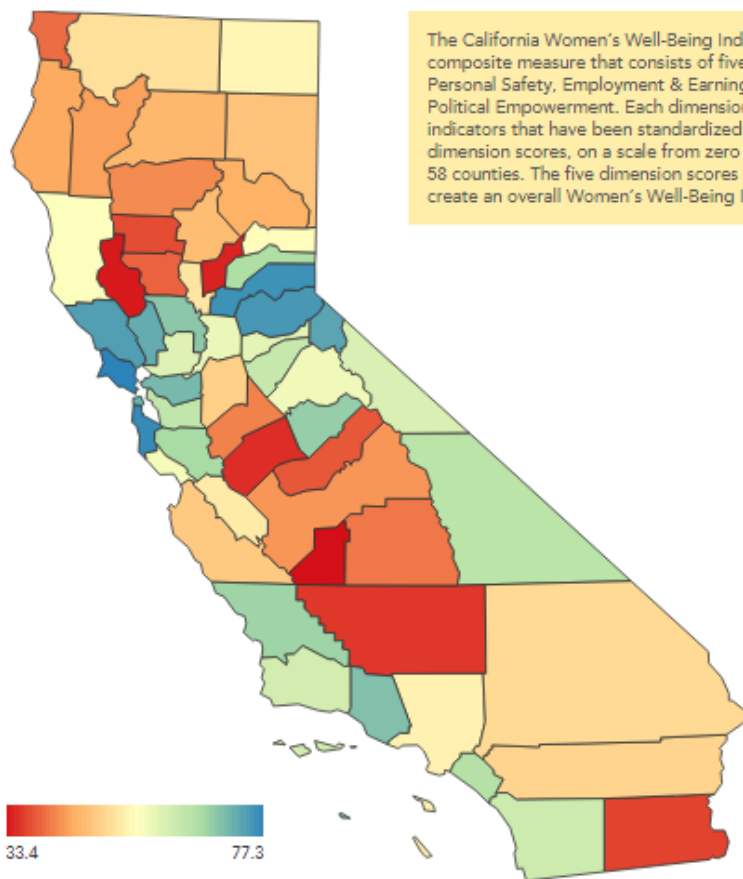 The California Women's Well-Being Ind
composite measure that consists of five
Personal Safety, Employment & Earning
Political Empowerment. Each dimension
indicators that have been standardized
dimension scores, on a scale from zero
58 counties. The five dimension scores
create an overall Women's Well-Being I
33.4
77.3